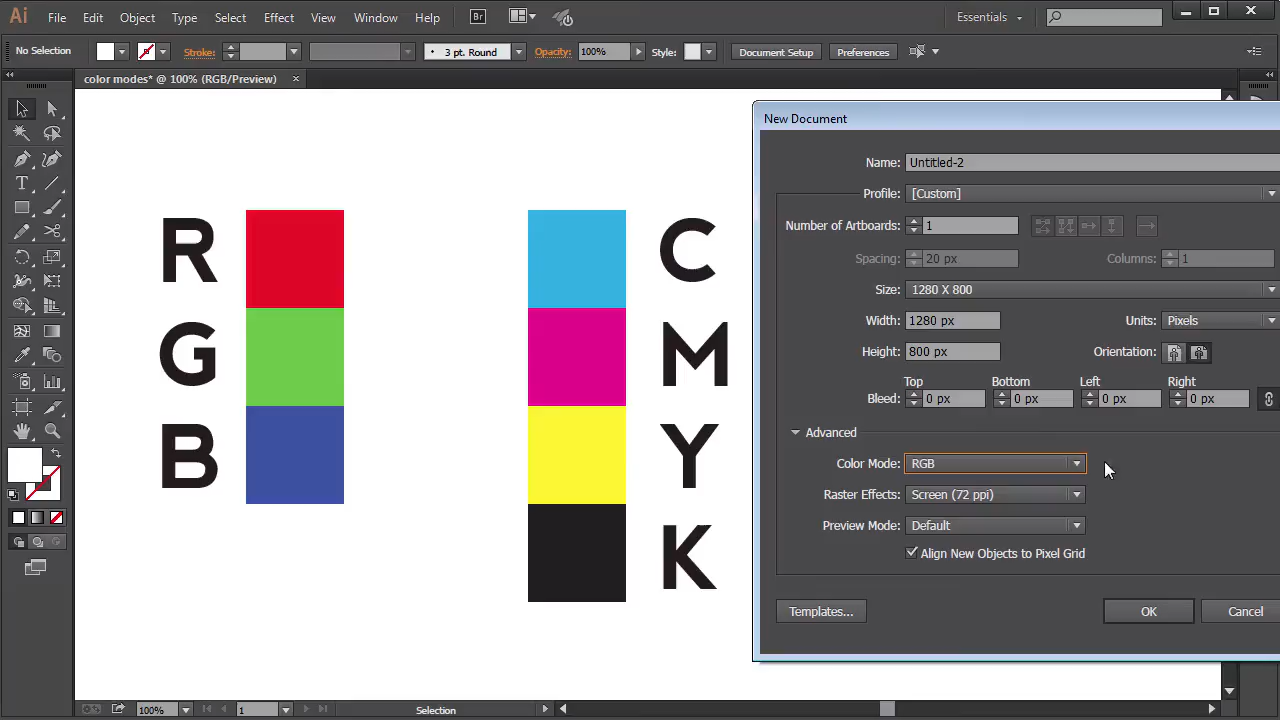 Ai File Edit Object Type Select Effect View Window Help Br Essentials
No Selection Stroke: 3 pt. Round Opacity: 100% Style: Document Setup Preferences
color modes* @ 100% (RGB/Preview) ×
R
G
B
C
M
Y
K
New Document
Name: Untitled-2
Profile: [Custom]
Number of Artboards: 1
Spacing: 20 px Columns: 1
Size: 1280 X 800
Width: 1280 px Units: Pixels
Height: 800 px Orientation:
Top Bottom Left Right
Bleed: 0 px 0 px 0 px 0 px
Advanced
Color Mode: RGB
Raster Effects: Screen (72 ppi)
Preview Mode: Default
Align New Objects to Pixel Grid
Templates... OK Cancel
100% 1 Selection